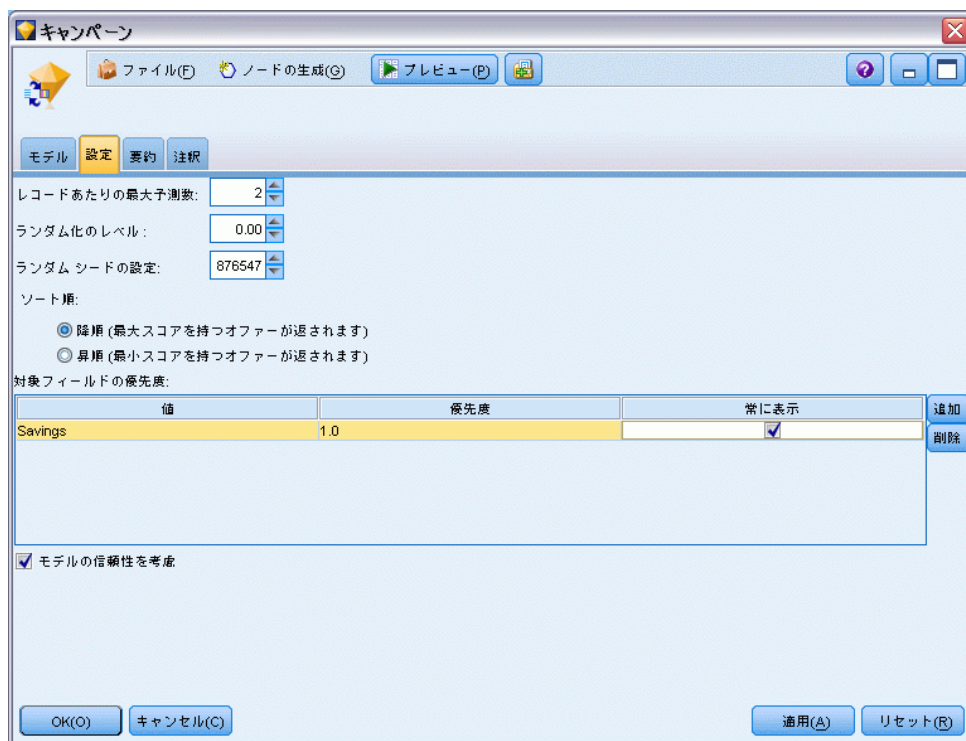 キャンペーン
ファイル(F) ノードの生成(G) プレビュー(P)
モデル 設定 要約 注釈
レコードあたりの最大予測数: 2
ランダム化のレベル: 0.00
ランダム シードの設定: 876547
ソート順:
降順 (最大スコアを持つオファーが返されます)
昇順 (最小スコアを持つオファーが返されます)
対象フィールドの優先度:
値 優先度 常に表示 追加
Savings 1.0 削除
モデルの信頼性を考慮
OK(O) キャンセル(C) 適用(A) リセット(R)